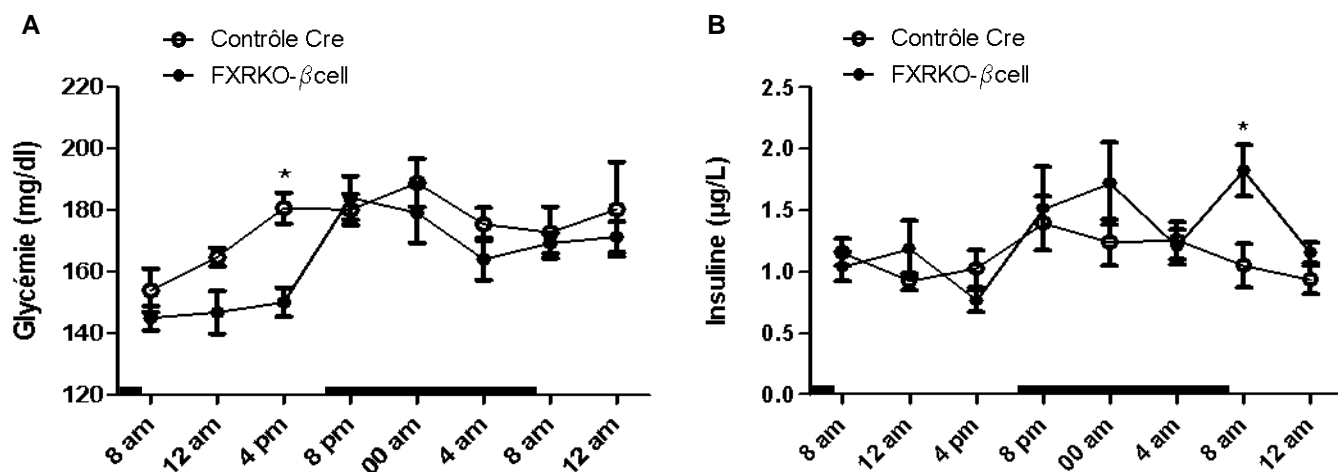 A
Contrôle Cre
FXRKO-βcell
Glycémie (mg/dl)
220
200
180
160
140
120
*
8 am
12 am
4 pm
8 pm
00 am
4 am
8 am
12 am
B
Contrôle Cre
FXRKO-βcell
Insuline (µg/L)
2.5
2.0
1.5
1.0
0.5
0.0
*
8 am
12 am
4 pm
8 pm
00 am
4 am
8 am
12 am